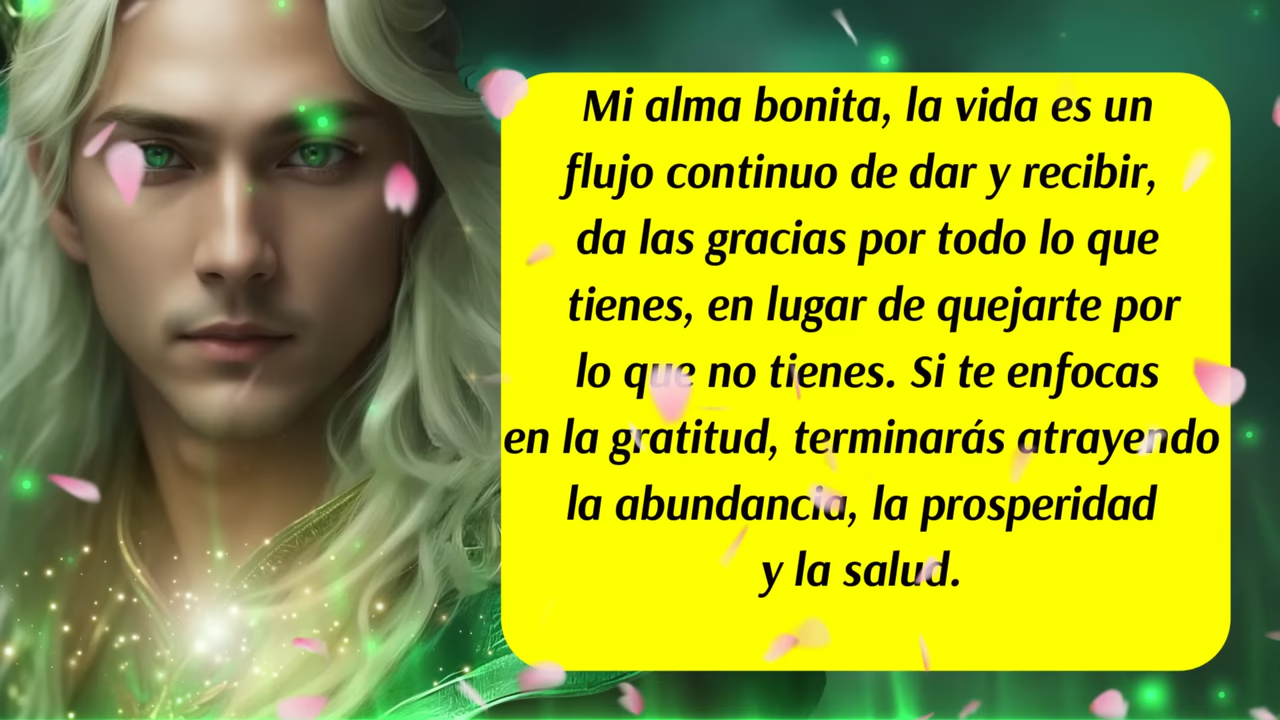 Mi alma bonita, la vida es un
flujo continuo de dar y recibir,
da las gracias por todo lo que
tienes, en lugar de quejarte por
lo que no tienes. Si te enfocas
en la gratitud, terminarás atrayendo
la abundancia, la prosperidad
y la salud.